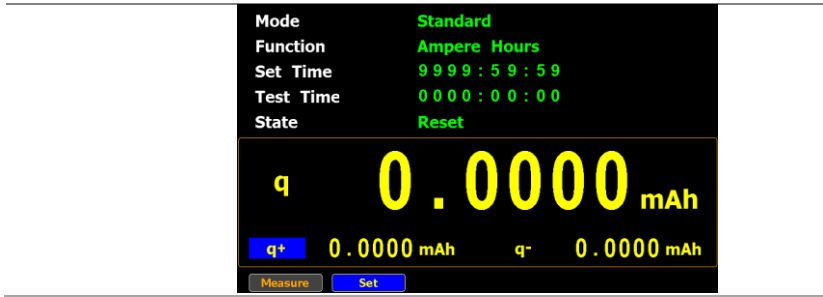 Mode Standard
Function Ampere Hours
Set Time 9999:59:59
Test Time 0000:00:00
State Reset
q 0.0000 mAh
q+ 0.0000 mAh q- 0.0000 mAh
Measure Set